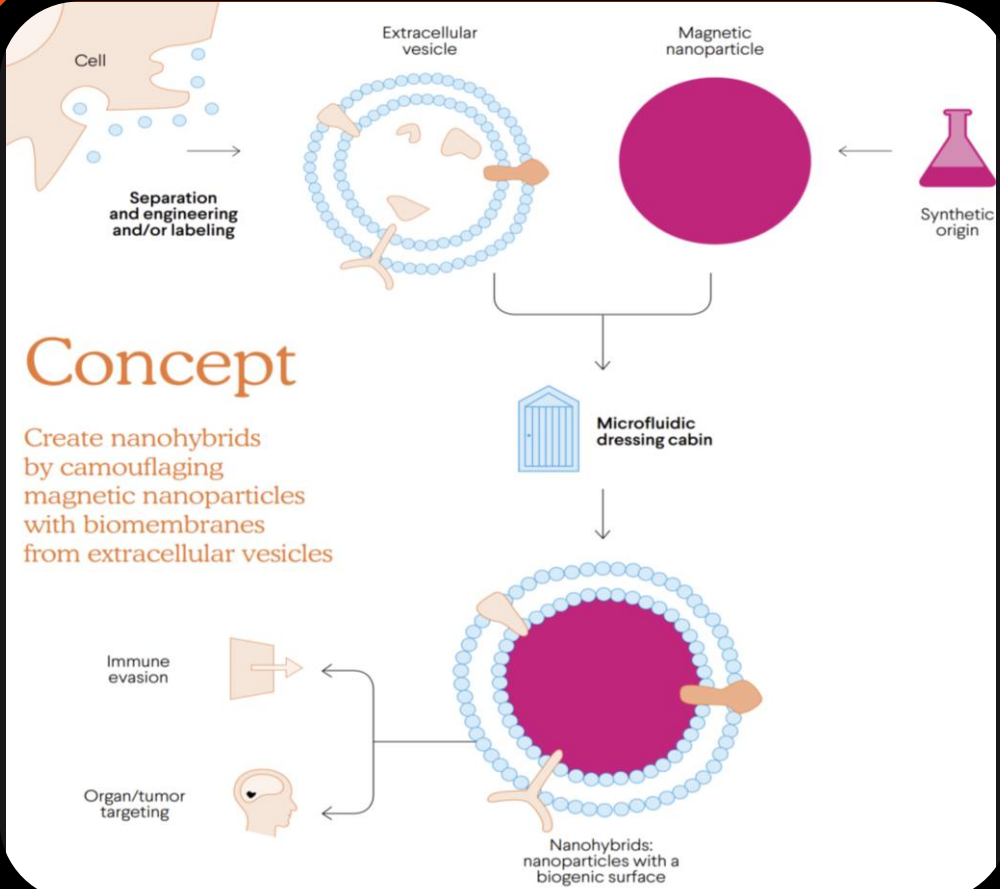 Cell
Extracellular
vesicle
Magnetic
nanoparticle
Separation
and engineering
and/or labeling
Synthetic
origin
Concept
Create nanohybrids
by camouflaging
magnetic nanoparticles
with biomembranes
from extracellular vesicles
Microfluidic
dressing cabin
Immune
evasion
Organ/tumor
targeting
Nanohybrids:
nanoparticles with a
biogenic surface